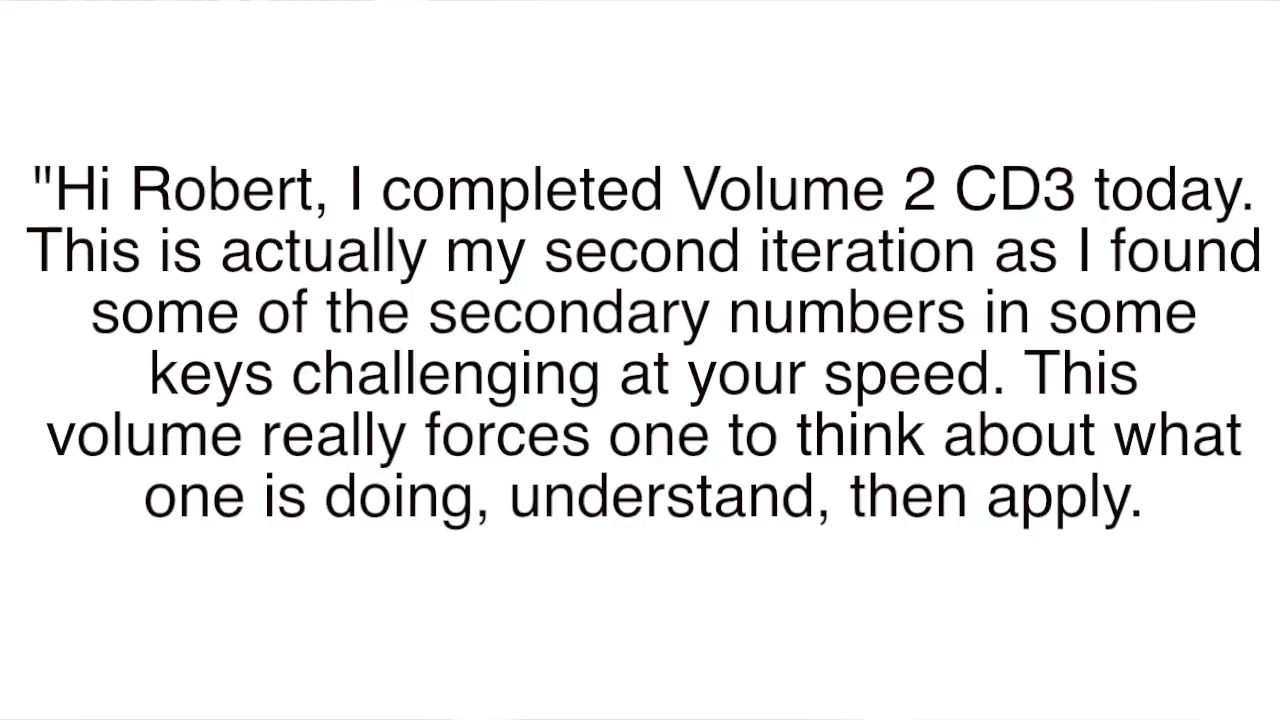 "Hi Robert, I completed Volume 2 CD3 today.
This is actually my second iteration as I found
some of the secondary numbers in some
keys challenging at your speed. This
volume really forces one to think about what
one is doing, understand, then apply.